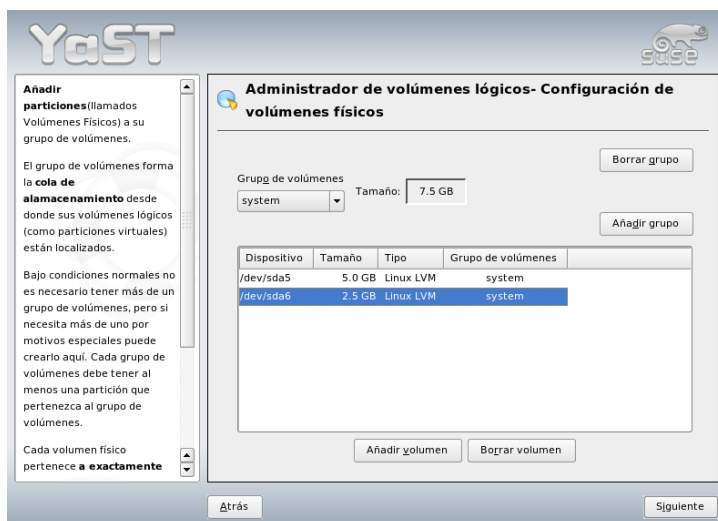 YaST
SUSE
Añadir
particiones(llamados
Volúmenes Físicos) a su
grupo de volúmenes.
El grupo de volúmenes forma
la cola de
alamacenamiento desde
donde sus volúmenes lógicos
(como particiones virtuales)
están localizados.
Bajo condiciones normales no
es necesario tener más de un
grupo de volúmenes, pero si
necesita más de uno por
motivos especiales puede
crearlo aquí. Cada grupo de
volúmenes debe tener al
menos una partición que
pertenezca al grupo de
volúmenes.
Cada volumen físico
pertenece a exactamente
Administrador de volúmenes lógicos- Configuración de
volúmenes físicos
Grupo de volúmenes
system
Tamaño: 7.5 GB
Borrar grupo
Añadir grupo
Dispositivo Tamaño Tipo Grupo de volúmenes
/dev/sda5 5.0 GB Linux LVM system
/dev/sda6 2.5 GB Linux LVM system
Añadir volumen Borrar volumen
Atrás Siguiente